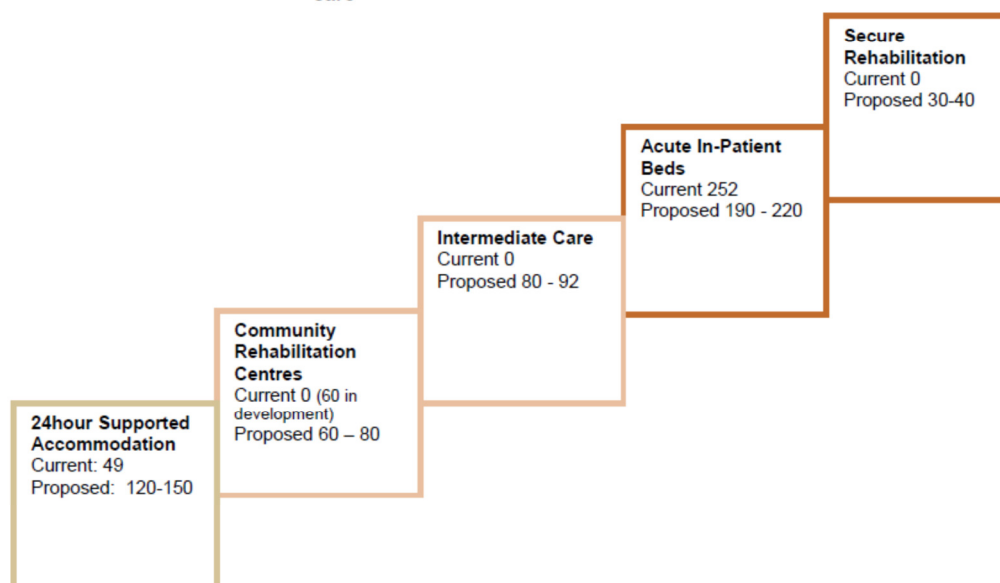 Secure
Rehabilitation
Current 0
Proposed 30-40
Acute In-Patient
Beds
Current 252
Proposed 190 - 220
Intermediate Care
Current 0
Proposed 80 - 92
Community
Rehabilitation
Centres
Current 0 (60 in
development)
Proposed 60 – 80
24hour Supported
Accommodation
Current: 49
Proposed:  120-150